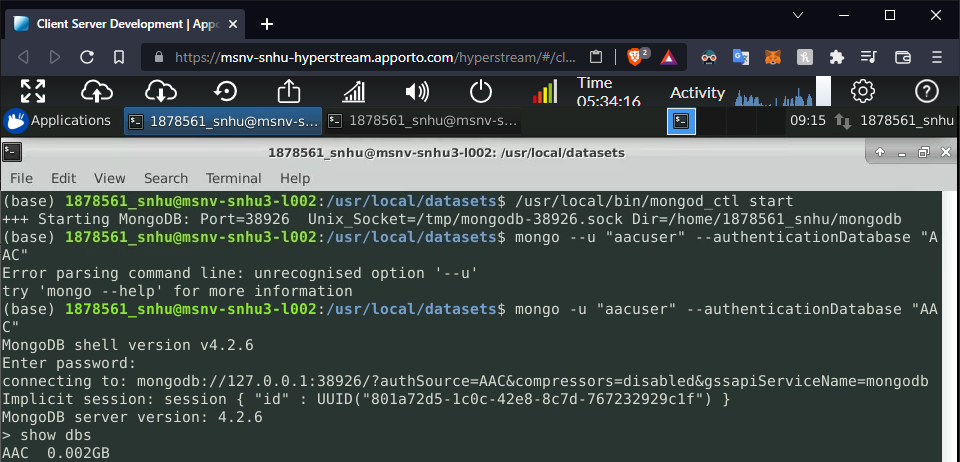 Client Server Development | Appo
https://msnv-snhu-hyperstream.apporto.com/hyperstream/#/cl...
2
Time
05:34:16
Activity
Applications
1878561_snhu@msnv-s...
1878561_snhu@msnv-s...
09:15
1878561_snhu
1878561_snhu@msnv-snhu3-l002: /usr/local/datasets
File Edit View Search Terminal Help
(base) 1878561_snhu@msnv-snhu3-l002:/usr/local/datasets$ /usr/local/bin/mongod_ctl start
+++ Starting MongoDB: Port=38926  Unix_Socket=/tmp/mongodb-38926.sock Dir=/home/1878561_snhu/mongodb
(base) 1878561_snhu@msnv-snhu3-l002:/usr/local/datasets$ mongo --u "aacuser" --authenticationDatabase "A
AC"
Error parsing command line: unrecognised option '--u'
try 'mongo --help' for more information
(base) 1878561_snhu@msnv-snhu3-l002:/usr/local/datasets$ mongo -u "aacuser" --authenticationDatabase "AA
C"
MongoDB shell version v4.2.6
Enter password:
connecting to: mongodb://127.0.0.1:38926/?authSource=AAC&compressors=disabled&gssapiServiceName=mongodb
Implicit session: session { "id" : UUID("801a72d5-1c0c-42e8-8c7d-767232929c1f") }
MongoDB server version: 4.2.6
> show dbs
AAC  0.002GB